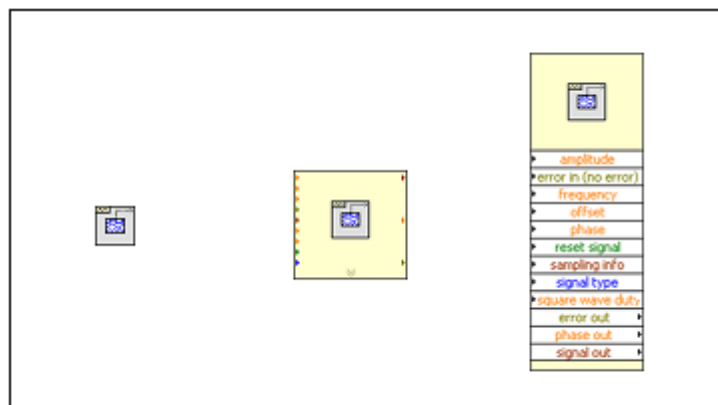 amplitude
error in (no error)
frequency
offset
phase
reset signal
sampling info
signal type
square wave duty
error out
phase out
signal out